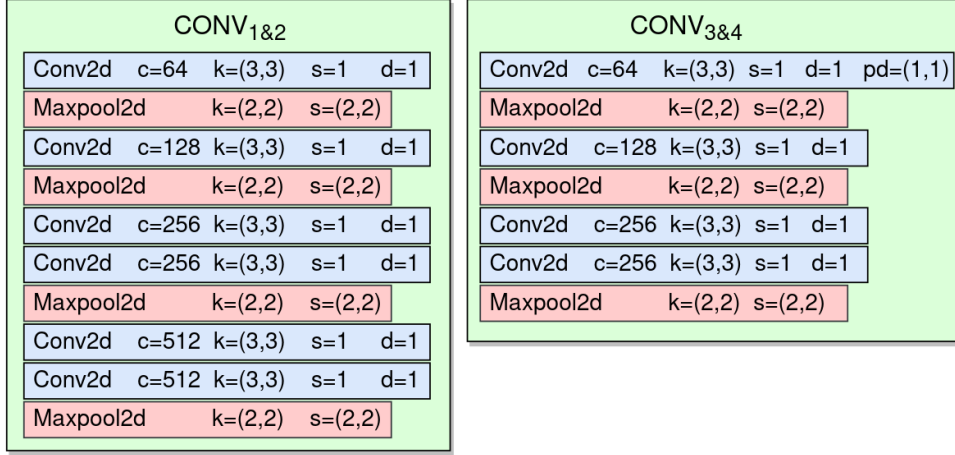 CONV1&2
Conv2d c=64 k=(3,3) s=1 d=1
Maxpool2d k=(2,2) s=(2,2)
Conv2d c=128 k=(3,3) s=1 d=1
Maxpool2d k=(2,2) s=(2,2)
Conv2d c=256 k=(3,3) s=1 d=1
Conv2d c=256 k=(3,3) s=1 d=1
Maxpool2d k=(2,2) s=(2,2)
Conv2d c=512 k=(3,3) s=1 d=1
Conv2d c=512 k=(3,3) s=1 d=1
Maxpool2d k=(2,2) s=(2,2)
CONV3&4
Conv2d c=64 k=(3,3) s=1 d=1 pd=(1,1)
Maxpool2d k=(2,2) s=(2,2)
Conv2d c=128 k=(3,3) s=1 d=1
Maxpool2d k=(2,2) s=(2,2)
Conv2d c=256 k=(3,3) s=1 d=1
Conv2d c=256 k=(3,3) s=1 d=1
Maxpool2d k=(2,2) s=(2,2)